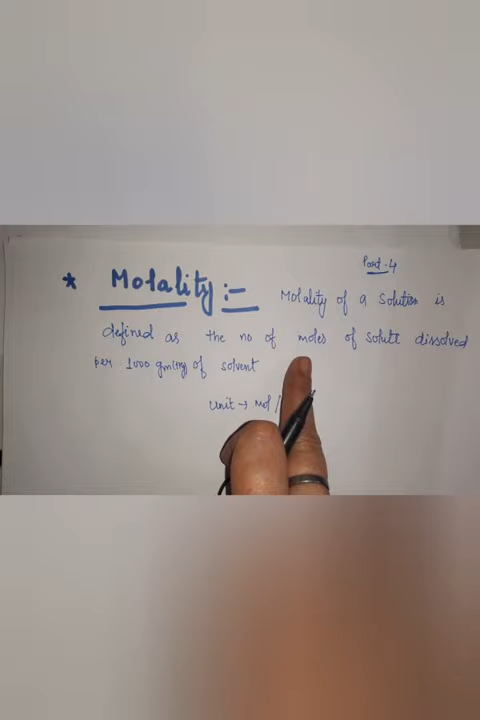 Part-4
* Molality :- Molality of a Solution is
defined as the no of moles of solute dissolved
per 1000 gm(1kg) of solvent
Unit → Mol /